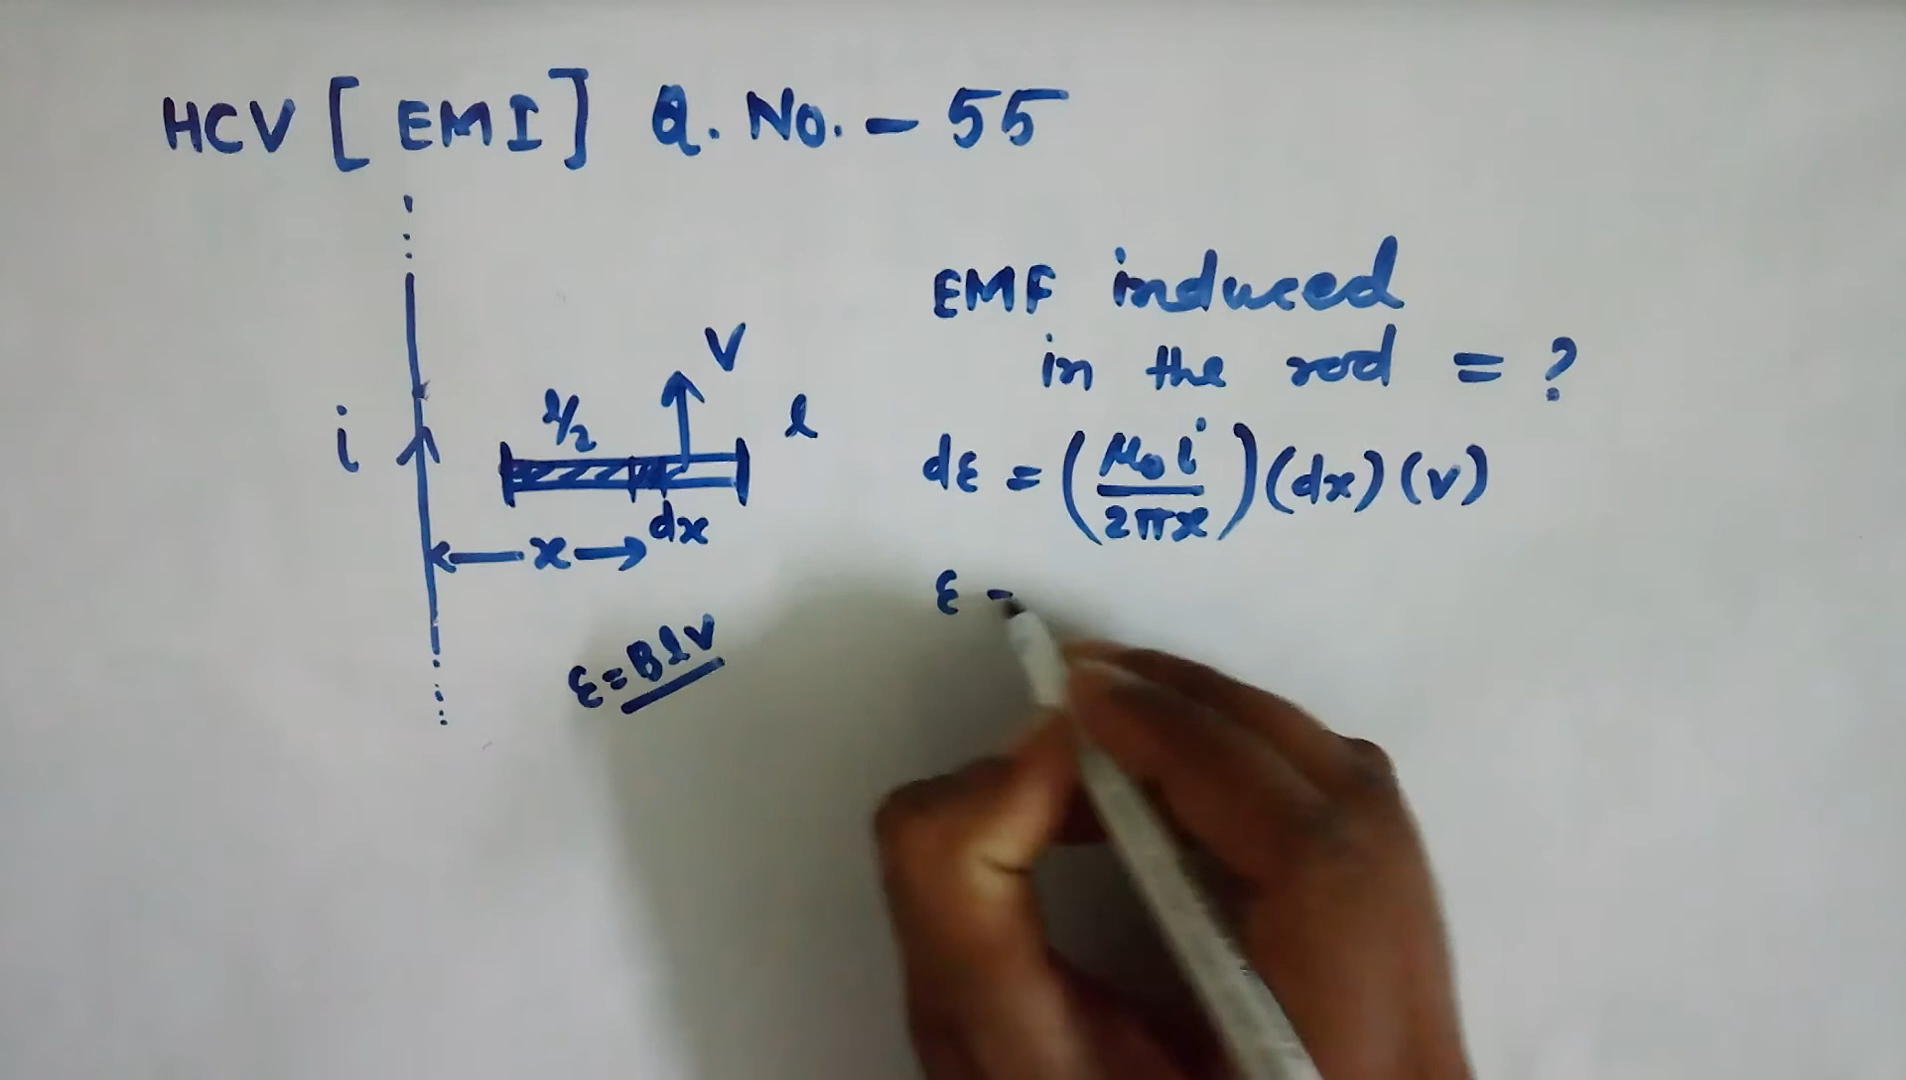 HCV [EMI] Q. No. - 55
EMF induced
in the rod = ?
V
l/2
l
i
dε = (μ₀i/2πx)(dx)(v)
dx
x
ε -
ε = Blv